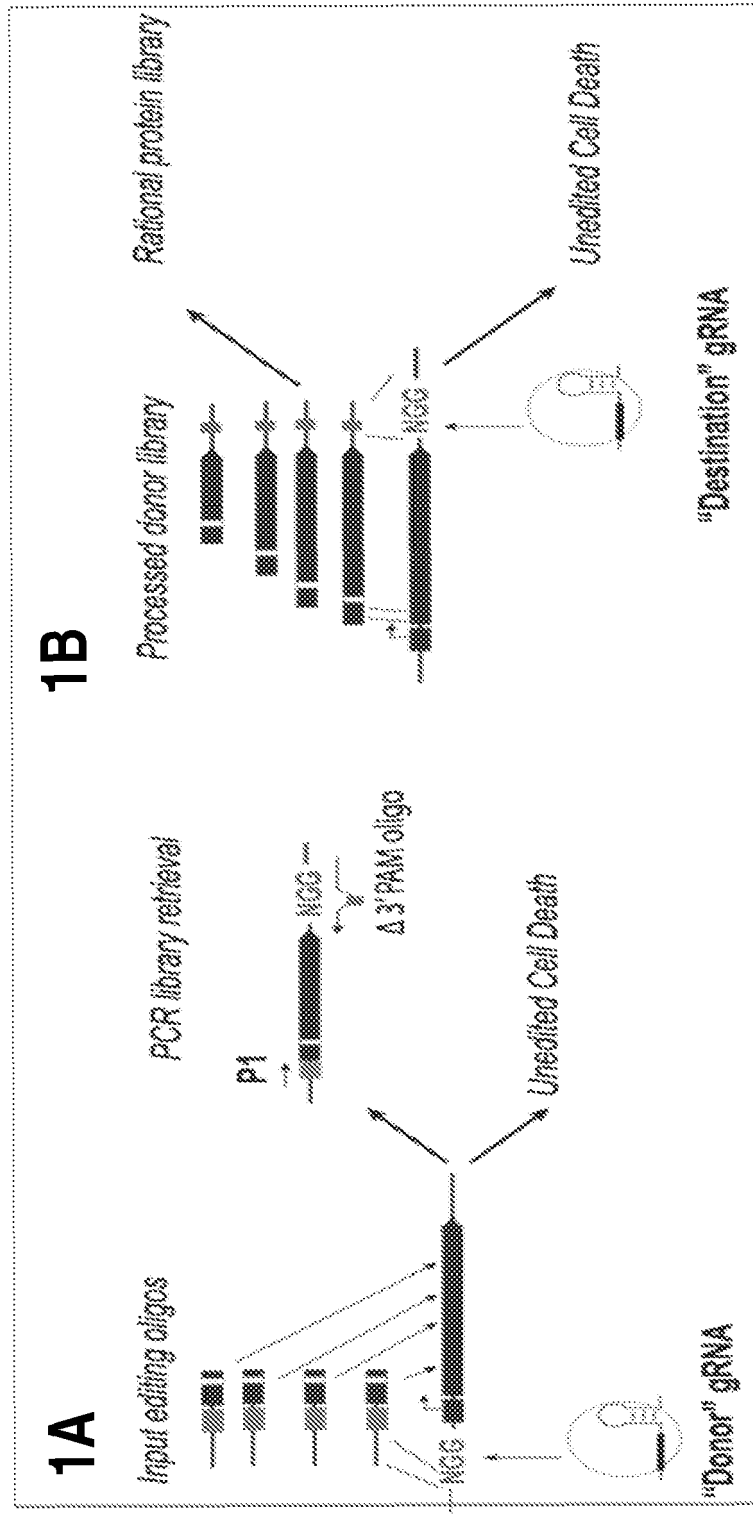 1A
Input editing oligos
NGG
"Donor" gRNA
PCR library retrieval
P1
NGG
Δ3'PAM oligo
Unedited Cell Death
1B
Processed donor library
NGG
"Destination" gRNA
Rational protein library
Unedited Cell Death